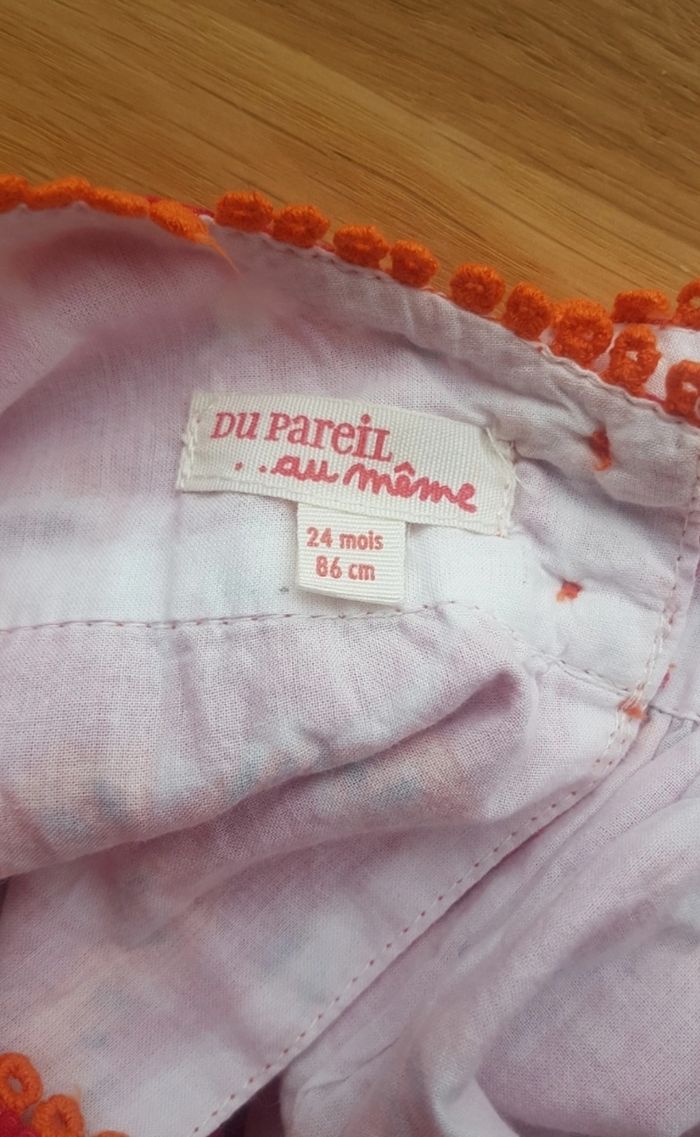 DU PAREIL
...au même
24 mois
86 cm